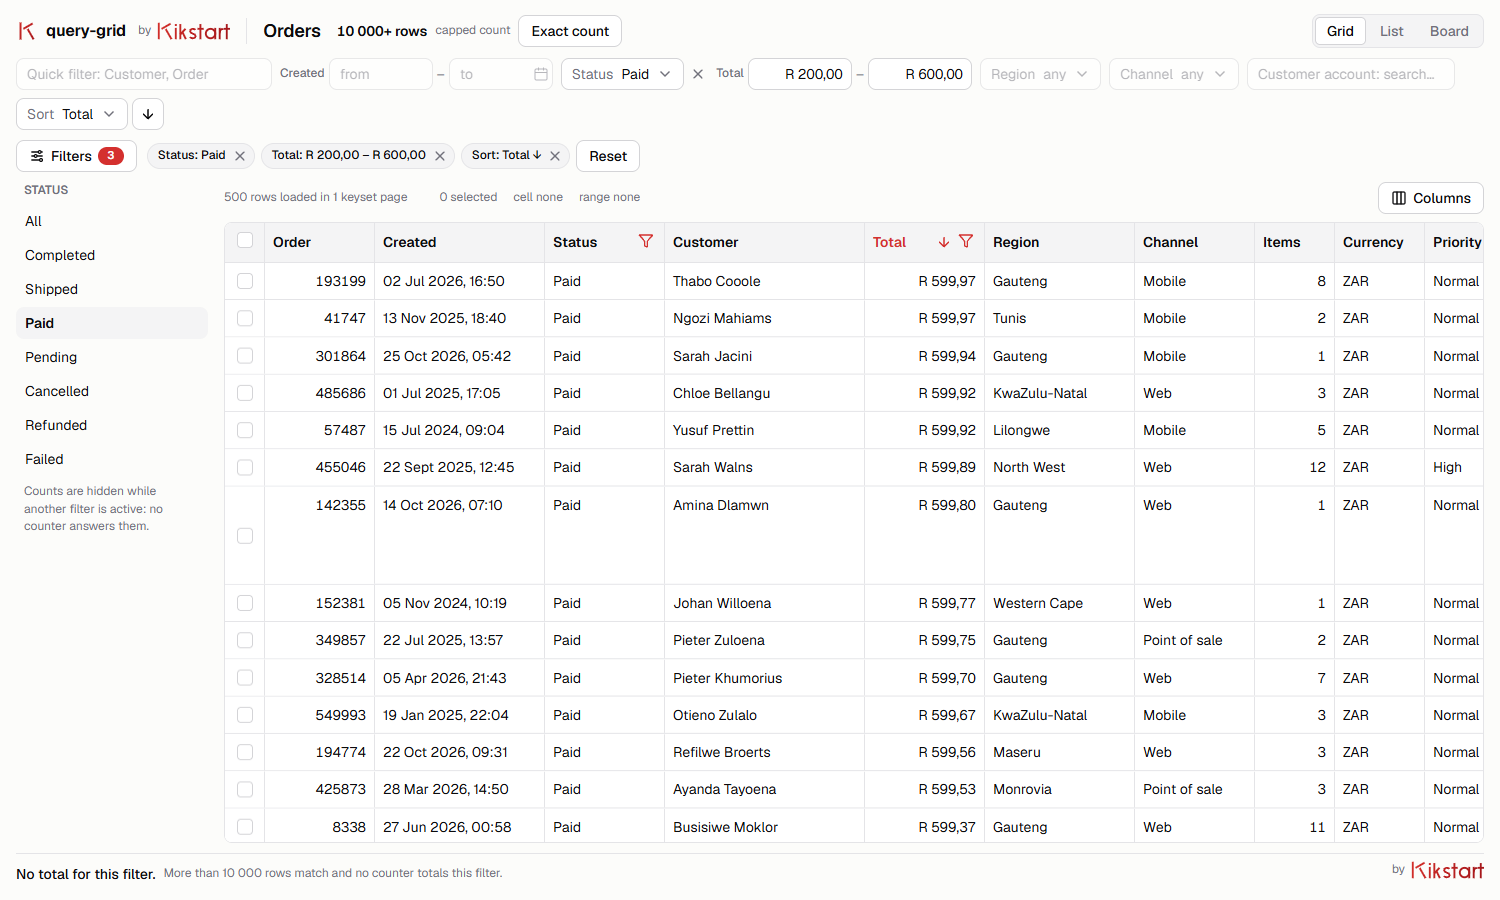 query-grid by Kikstart Orders 10 000+ rows capped count Exact count Grid List Board
Quick filter: Customer, Order Created from – to Status Paid Total R 200,00 – R 600,00 Region any Channel any Customer account: search…
Sort Total
Filters 3 Status: Paid Total: R 200,00 – R 600,00 Sort: Total ↓ Reset
STATUS
All
Completed
Shipped
Paid
Pending
Cancelled
Refunded
Failed
Counts are hidden while
another filter is active: no
counter answers them.
500 rows loaded in 1 keyset page 0 selected cell none range none Columns
Order Created Status Customer Total Region Channel Items Currency Priority
193199 02 Jul 2026, 16:50 Paid Thabo Cooole R 599,97 Gauteng Mobile 8 ZAR Normal
41747 13 Nov 2025, 18:40 Paid Ngozi Mahiams R 599,97 Tunis Mobile 2 ZAR Normal
301864 25 Oct 2026, 05:42 Paid Sarah Jacini R 599,94 Gauteng Mobile 1 ZAR Normal
485686 01 Jul 2025, 17:05 Paid Chloe Bellangu R 599,92 KwaZulu-Natal Web 3 ZAR Normal
57487 15 Jul 2024, 09:04 Paid Yusuf Prettin R 599,92 Lilongwe Mobile 5 ZAR Normal
455046 22 Sept 2025, 12:45 Paid Sarah Walns R 599,89 North West Web 12 ZAR High
142355 14 Oct 2026, 07:10 Paid Amina Dlamwn R 599,80 Gauteng Web 1 ZAR Normal
152381 05 Nov 2024, 10:19 Paid Johan Willoena R 599,77 Western Cape Web 1 ZAR Normal
349857 22 Jul 2025, 13:57 Paid Pieter Zuloena R 599,75 Gauteng Point of sale 2 ZAR Normal
328514 05 Apr 2026, 21:43 Paid Pieter Khumorius R 599,70 Gauteng Web 7 ZAR Normal
549993 19 Jan 2025, 22:04 Paid Otieno Zulalo R 599,67 KwaZulu-Natal Mobile 3 ZAR Normal
194774 22 Oct 2026, 09:31 Paid Refilwe Broerts R 599,56 Maseru Web 3 ZAR Normal
425873 28 Mar 2026, 14:50 Paid Ayanda Tayoena R 599,53 Monrovia Point of sale 3 ZAR Normal
8338 27 Jun 2026, 00:58 Paid Busisiwe Moklor R 599,37 Gauteng Web 11 ZAR Normal
No total for this filter. More than 10 000 rows match and no counter totals this filter. by Kikstart